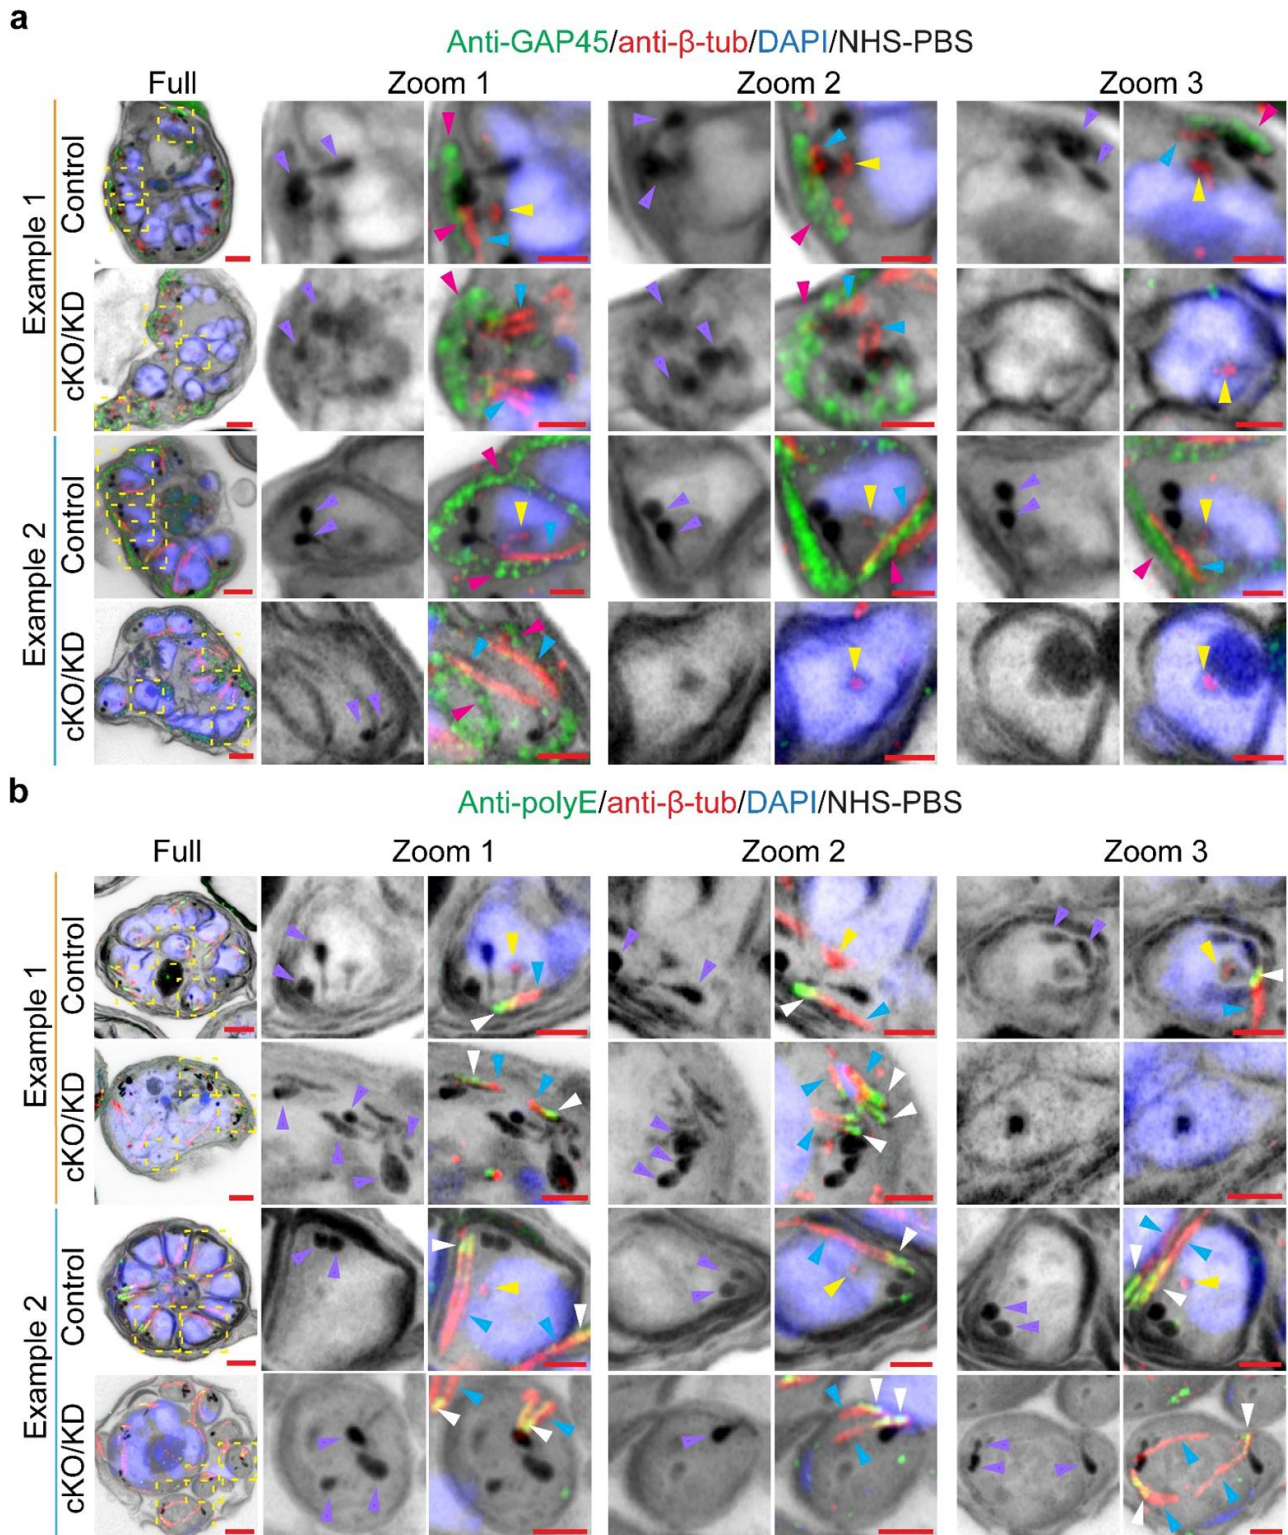 a
Anti-GAP45/anti-β-tub/DAPI/NHS-PBS
Full Zoom 1 Zoom 2 Zoom 3
Example 1
Control
cKO/KD
Example 2
Control
cKO/KD
b
Anti-polyE/anti-β-tub/DAPI/NHS-PBS
Full Zoom 1 Zoom 2 Zoom 3
Example 1
Control
cKO/KD
Example 2
Control
cKO/KD